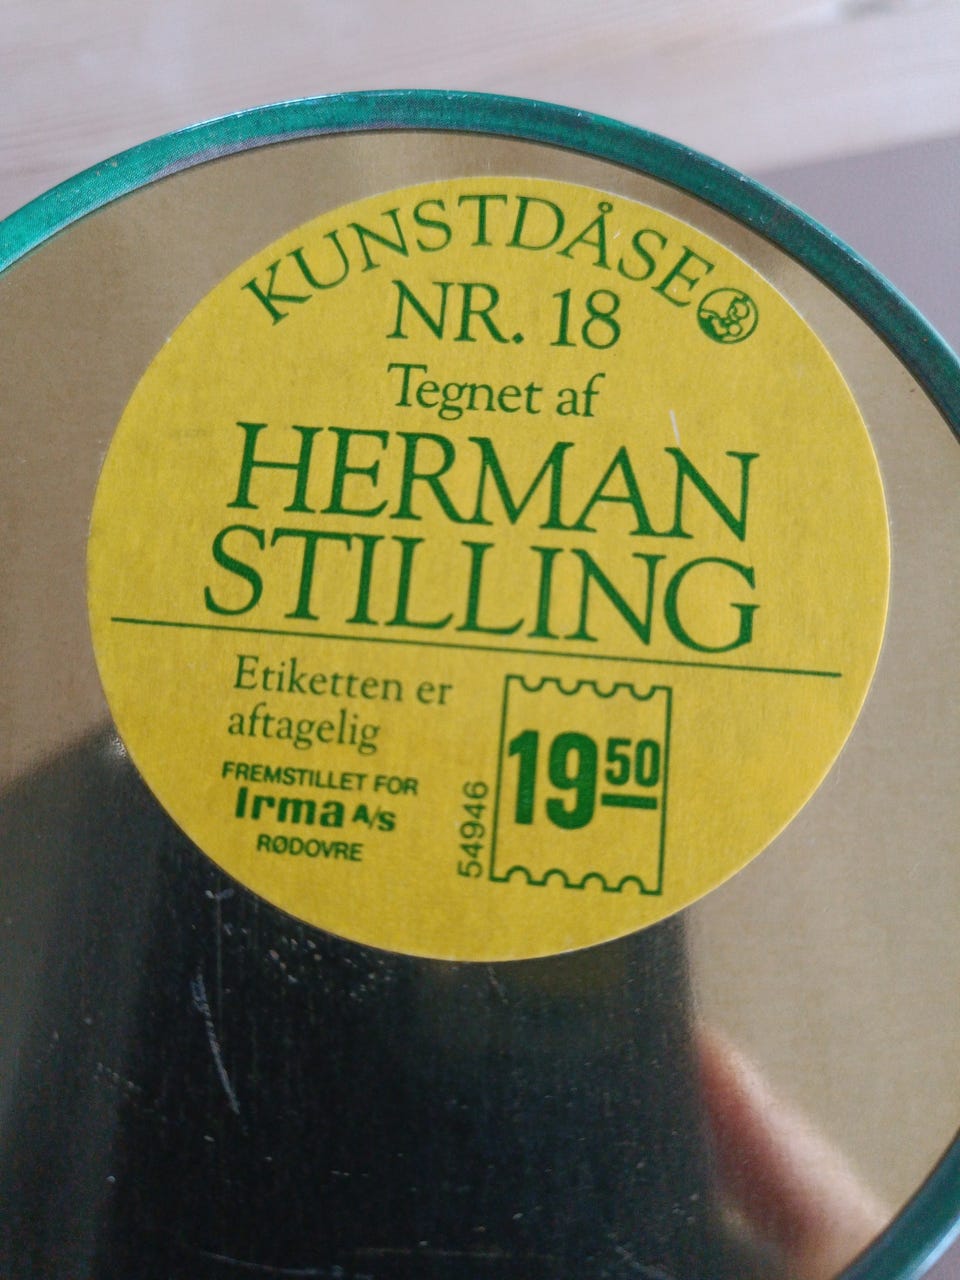 KUNSTDÅSE
NR. 18
Tegnet af
HERMAN
STILLING
Etiketten er
aftagelig
FREMSTILLET FOR
Irma A/S
RØDOVRE
54946
19 50